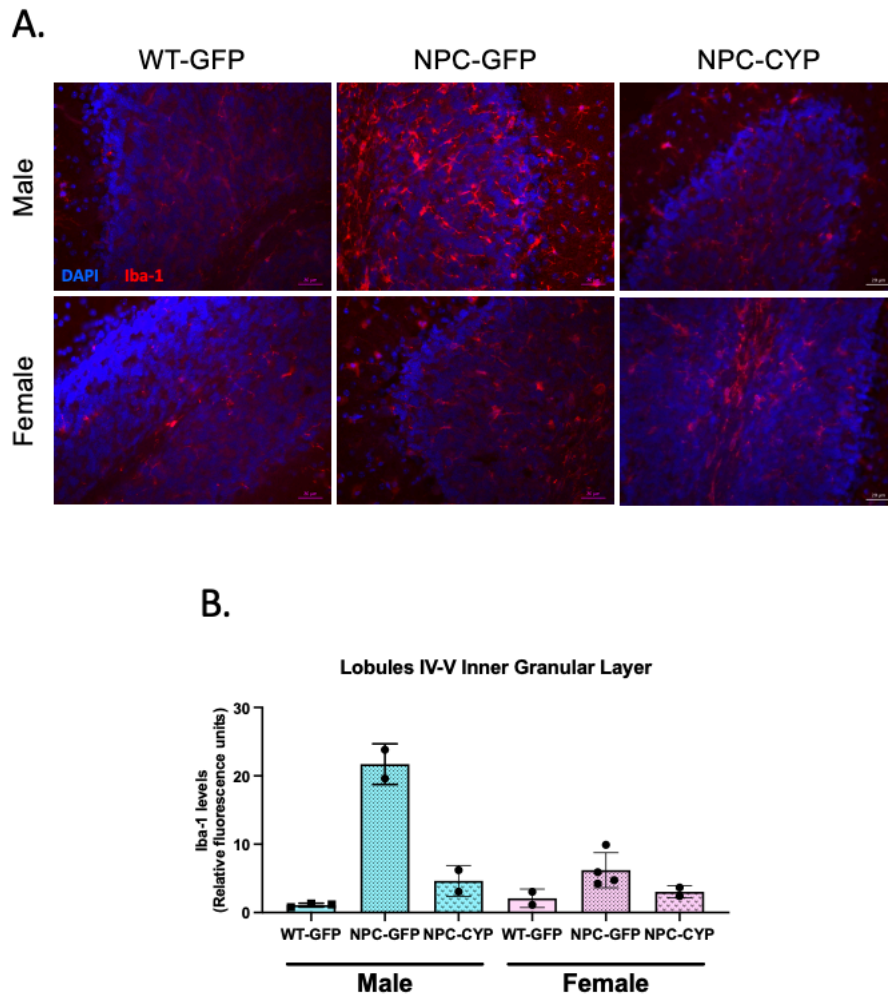 A.
WT-GFP NPC-GFP NPC-CYP
Male
DAPI Iba-1
Female
B.
Lobules IV-V Inner Granular Layer
Iba-1 levels
(Relative fluorescence units)
30
20
10
0
WT-GFP NPC-GFP NPC-CYP WT-GFP NPC-GFP NPC-CYP
Male Female